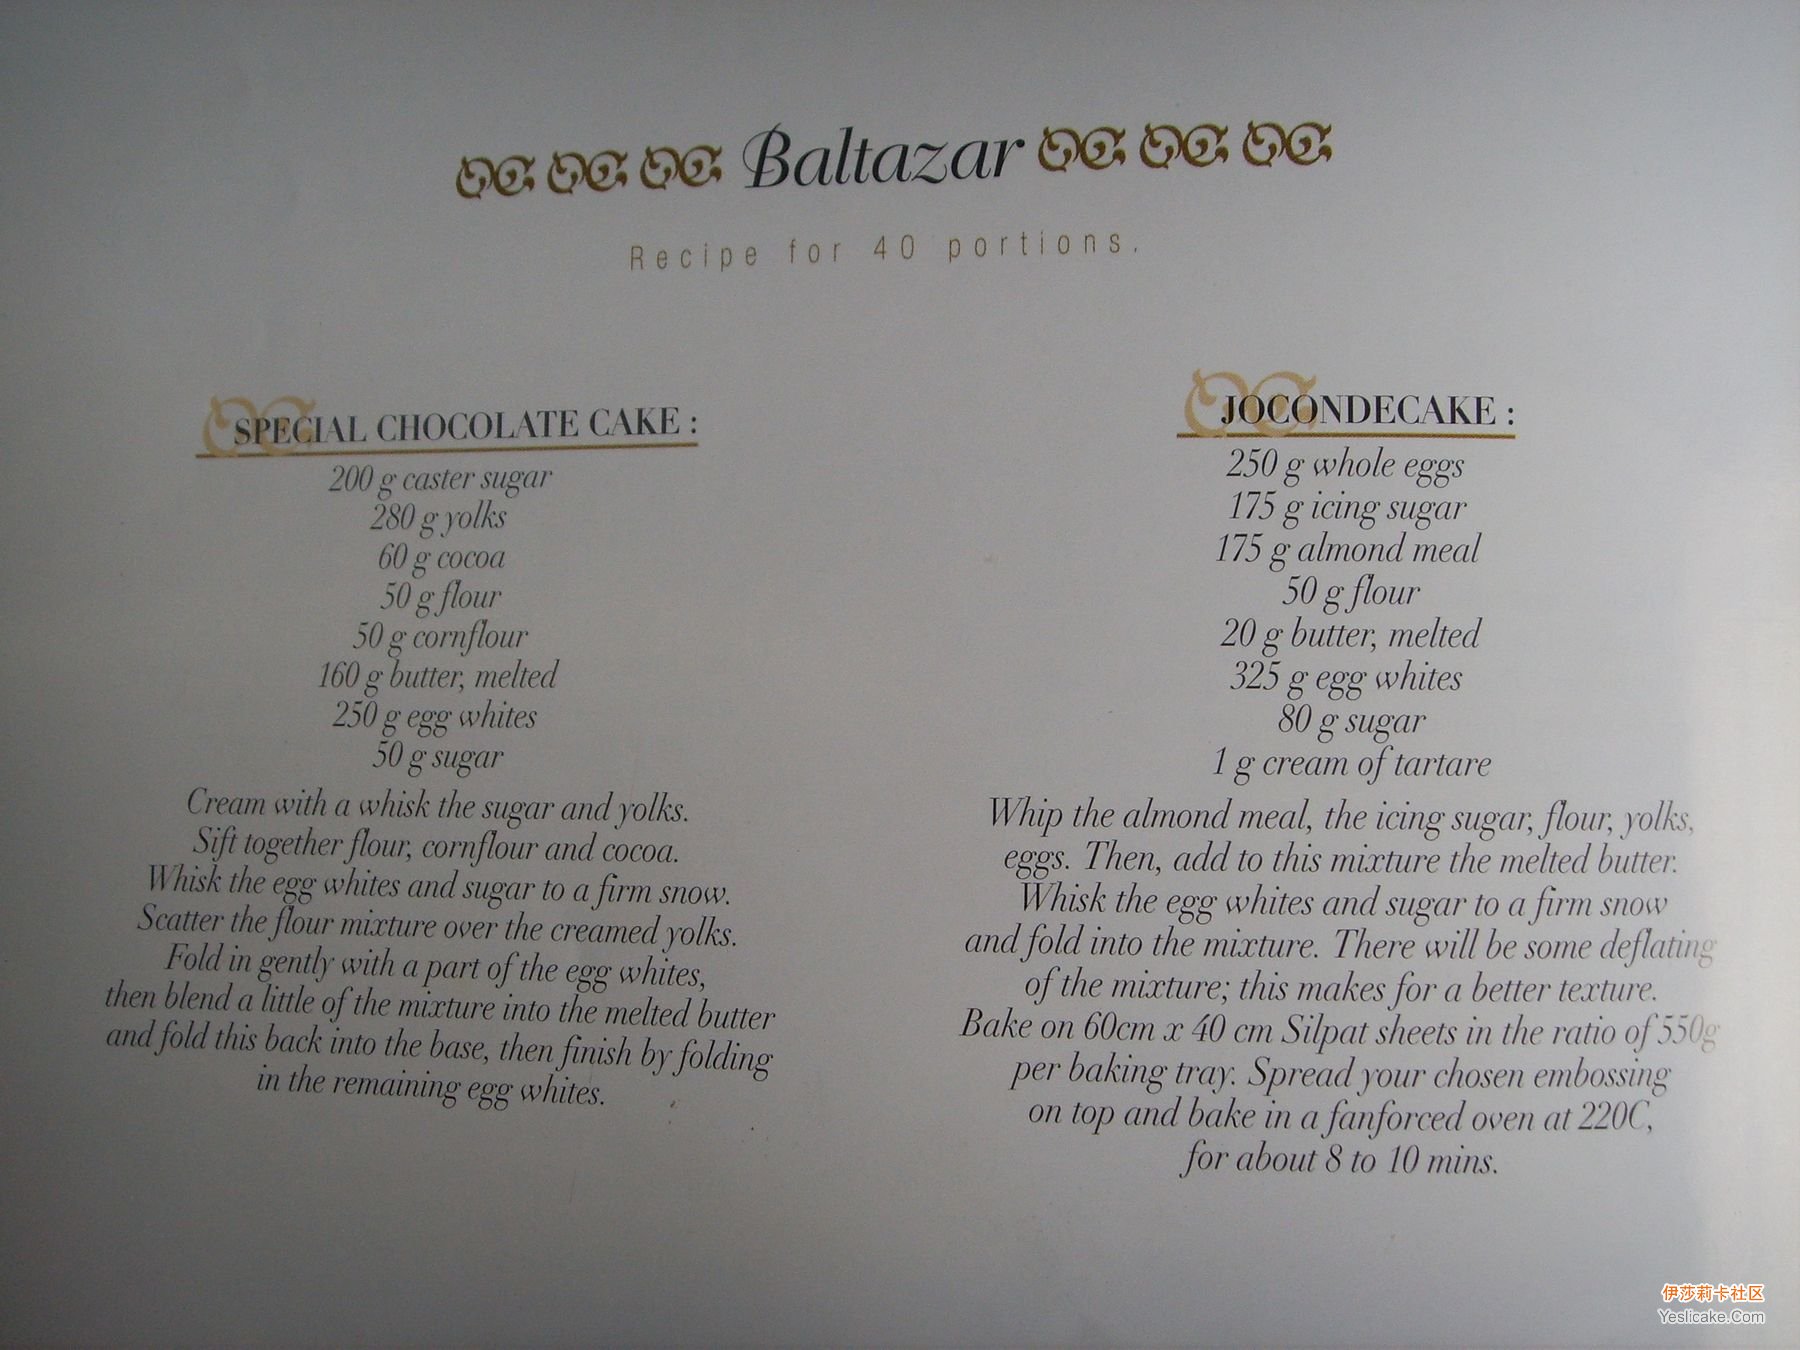 Baltazar
Recipe for 40 portions.
SPECIAL CHOCOLATE CAKE :
200 g caster sugar
280 g yolks
60 g cocoa
50 g flour
50 g cornflour
160 g butter, melted
250 g egg whites
50 g sugar
Cream with a whisk the sugar and yolks.
Sift together flour, cornflour and cocoa.
Whisk the egg whites and sugar to a firm snow.
Scatter the flour mixture over the creamed yolks.
Fold in gently with a part of the egg whites,
then blend a little of the mixture into the melted butter
and fold this back into the base, then finish by folding
in the remaining egg whites.
JOCONDECAKE :
250 g whole eggs
175 g icing sugar
175 g almond meal
50 g flour
20 g butter, melted
325 g egg whites
80 g sugar
1 g cream of tartare
Whip the almond meal, the icing sugar, flour, yolks,
eggs. Then, add to this mixture the melted butter.
Whisk the egg whites and sugar to a firm snow
and fold into the mixture. There will be some deflating
of the mixture; this makes for a better texture.
Bake on 60cm x 40 cm Silpat sheets in the ratio of 550g
per baking tray. Spread your chosen embossing
on top and bake in a fanforced oven at 220C,
for about 8 to 10 mins.
伊莎莉卡社区
Yeslicake.Com